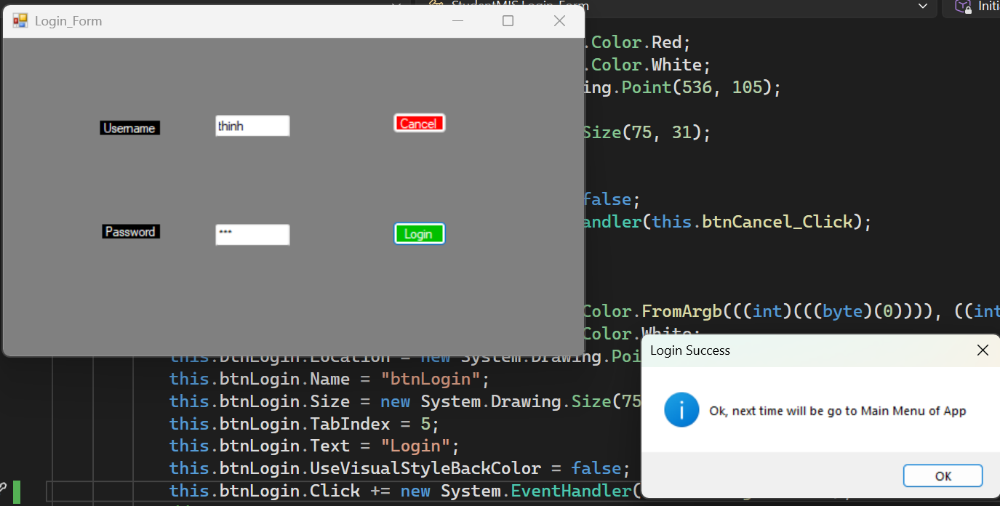 StudentMIS.Login_Form
Initi
Login_Form
.Color.Red;
.Color.White;
ing.Point(536, 105);
Username
thinh
Cancel
Size(75, 31);
false;
andler(this.btnCancel_Click);
Password
***
Login
Color.FromArgb(((int)(((byte)(0)))), ((int
Color.White;
this.btnLogin.Location = new System.Drawing.Poi
Login Success
this.btnLogin.Name = "btnLogin";
this.btnLogin.Size = new System.Drawing.Size(75
Ok, next time will be go to Main Menu of App
this.btnLogin.TabIndex = 5;
this.btnLogin.Text = "Login";
this.btnLogin.UseVisualStyleBackColor = false;
OK
this.btnLogin.Click += new System.EventHandler(